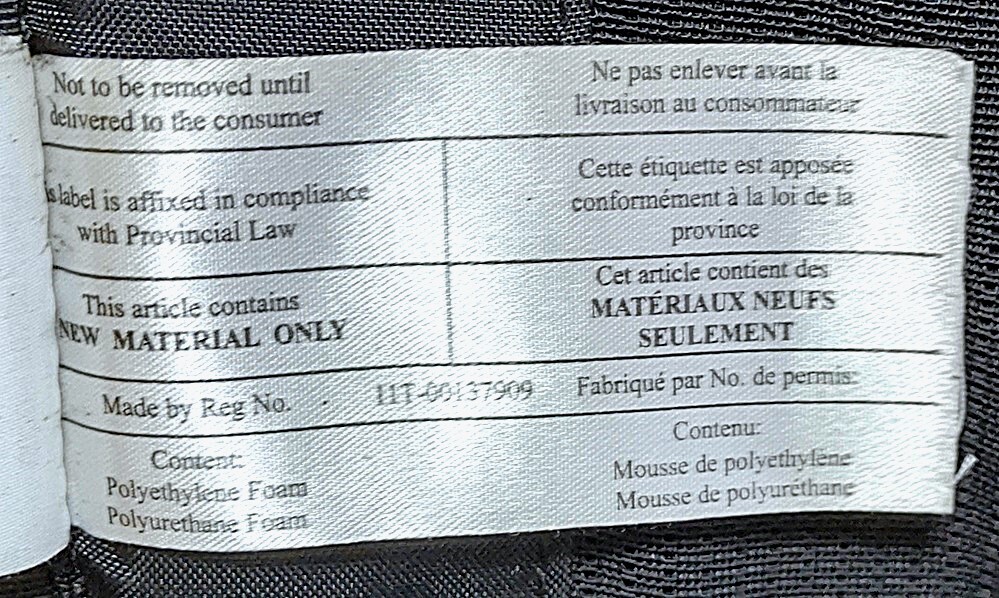 Not to be removed until
delivered to the consumer
Ne pas enlever avant la
livraison au consommateur
s label is affixed in compliance
with Provincial Law
Cette étiquette est apposée
conformément à la loi de la
province
This article contains
NEW MATERIAL ONLY
Cet article contient des
MATÉRIAUX NEUFS
SEULEMENT
Made by Reg No. 11T-00137909 Fabriqué par No. de permis:
Content:
Polyethylene Foam
Polyurethane Foam
Contenu:
Mousse de polyethylene
Mousse de polyuréthane